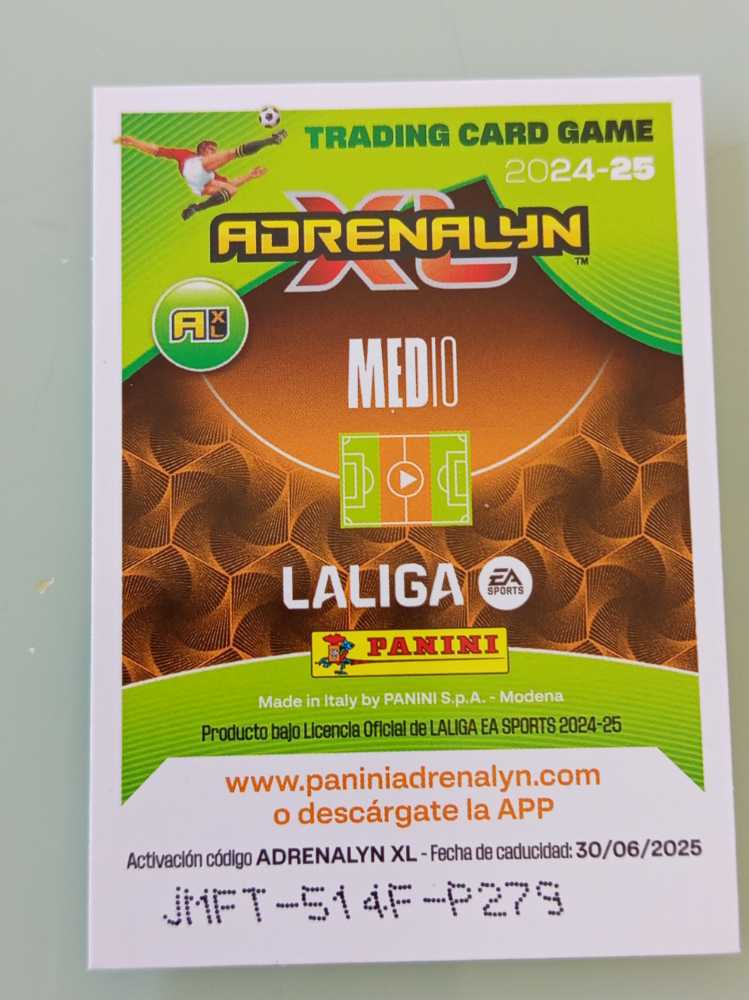 TRADING CARD GAME
2024-25
ADRENALYN
XL
TM
A XL
MEDIO
LALIGA
EA SPORTS
PANINI
Made in Italy by PANINI S.p.A. - Modena
Producto bajo Licencia Oficial de LALIGA EA SPORTS 2024-25
www.paniniadrenalyn.com
o descárgate la APP
Activación código ADRENALYN XL - Fecha de caducidad: 30/06/2025
JMFT-514F-P279